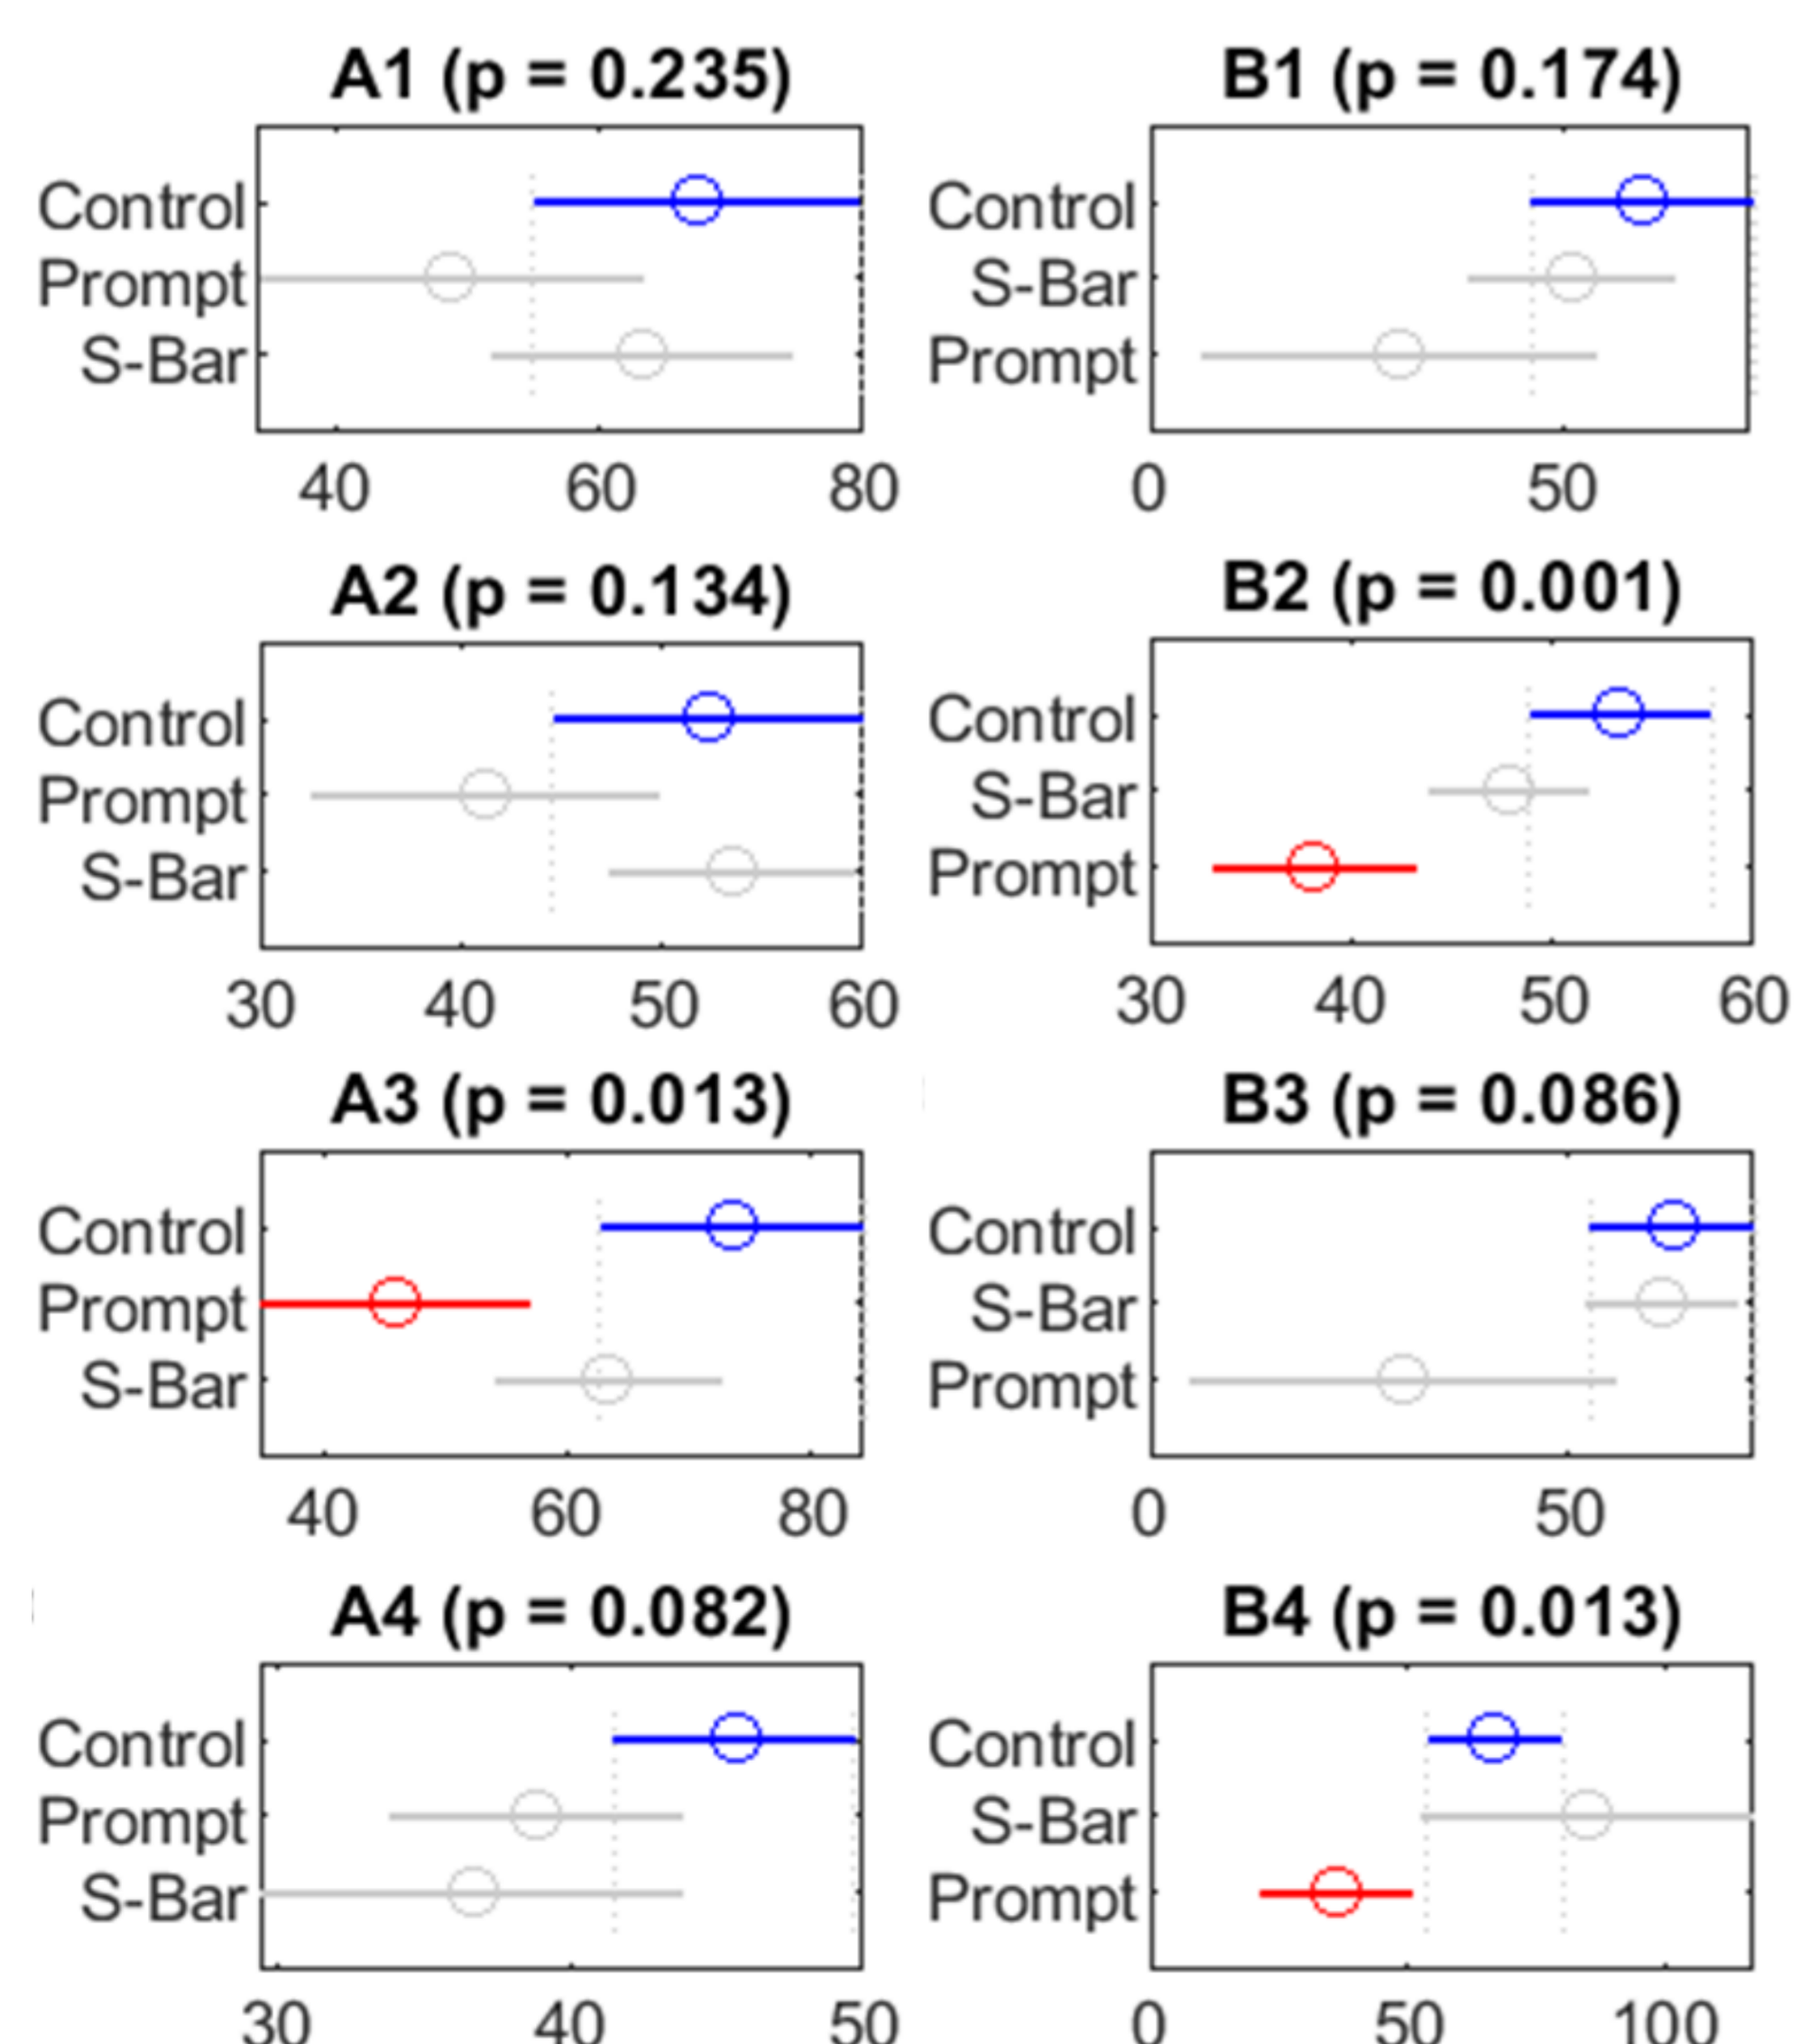 A1 (p = 0.235)
Control
Prompt
S-Bar
40 60 80
B1 (p = 0.174)
Control
S-Bar
Prompt
0 50
A2 (p = 0.134)
Control
Prompt
S-Bar
30 40 50 60
B2 (p = 0.001)
Control
S-Bar
Prompt
30 40 50 60
A3 (p = 0.013)
Control
Prompt
S-Bar
40 60 80
B3 (p = 0.086)
Control
S-Bar
Prompt
0 50
A4 (p = 0.082)
Control
Prompt
S-Bar
30 40 50
B4 (p = 0.013)
Control
S-Bar
Prompt
0 50 100